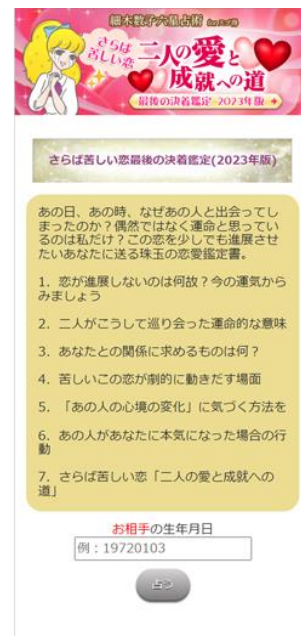 細木数子六星占術
さらば
苦しい恋
二人の愛と
成就への道
最後の決着鑑定 2023年版
さらば苦しい恋最後の決着鑑定(2023年版)
あの日、あの時、なぜあの人と出会ってし
まったのか？偶然ではなく運命と思ってい
るのは私だけ？この恋を少しでも進展させ
たいあなたに送る珠玉の恋愛鑑定書。
1. 恋が進展しないのは何故？今の運気から
みましょう
2. 二人がこうして巡り会った運命的な意味
3. あなたとの関係に求めるものは何？
4. 苦しいこの恋が劇的に動きだす場面
5. 「あの人の心境の変化」に気づく方法を
6. あの人があなたに本気になった場合の行
動
7. さらば苦しい恋「二人の愛と成就への
道」
お相手の生年月日
例：19720103
占う